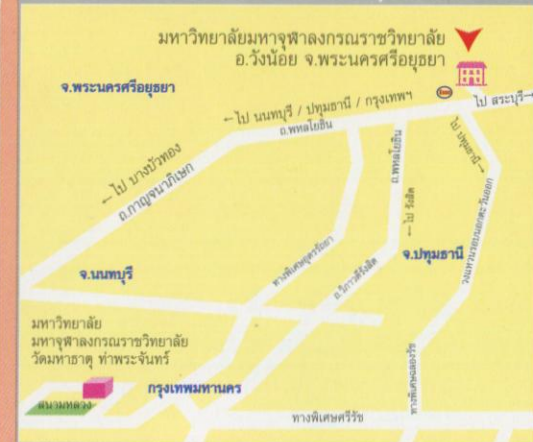 มหาวิทยาลัยมหาจุฬาลงกรณราชวิทยาลัย
อ.วังน้อย จ.พระนครศรีอยุธยา
จ.พระนครศรีอยุธยา
← ไป นนทบุรี / ปทุมธานี / กรุงเทพฯ
ถ.พหลโยธิน
ไป สระบุรี→
ไป ปทุมธานี→
← ไป บางบัวทอง
ถ.กาญจนาภิเษก
ถ.พหลโยธิน
← ไป รังสิต
วงแหวนรอบนอกตะวันออก
จ.ปทุมธานี
จ.นนทบุรี
ทางพิเศษอุดรรัถยา
ถ.วิภาวดีรังสิต
มหาวิทยาลัย
มหาจุฬาลงกรณราชวิทยาลัย
วัดมหาธาตุ ท่าพระจันทร์
กรุงเทพมหานคร
สนามหลวง
ทางพิเศษฉลองรัช
ทางพิเศษศรีรัช